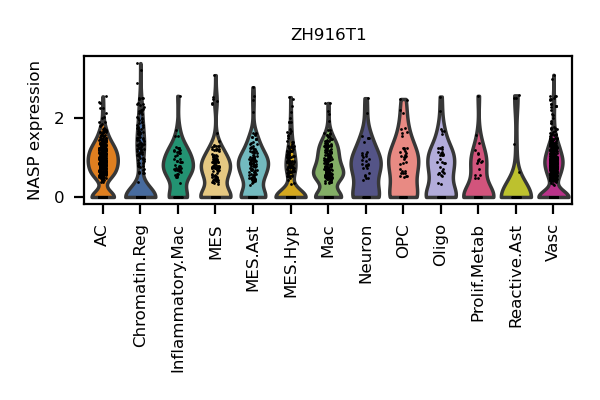 ZH916T1
NASP expression
2
0
AC
Chromatin.Reg
Inflammatory.Mac
MES
MES.Ast
MES.Hyp
Mac
Neuron
OPC
Oligo
Prolif.Metab
Reactive.Ast
Vasc